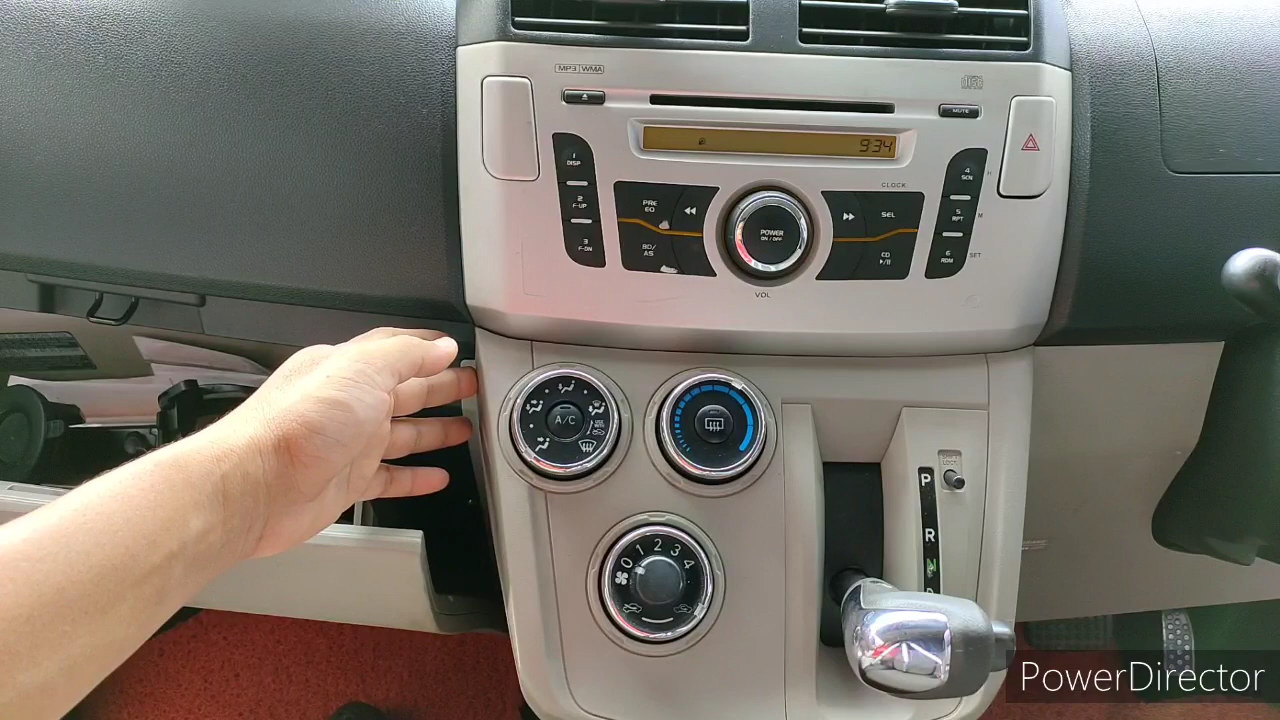 MP3 WMA
MUTE
9:34
1
DISP
2
F-UP
3
F-DN
PRE
EQ
BD/
AS
POWER
ON / OFF
VOL
CLOCK
SEL
CD
4
SCN
H
5
RPT
M
6
RDM
SET
A/C
0 1 2 3 4
P
R
N
PowerDirector